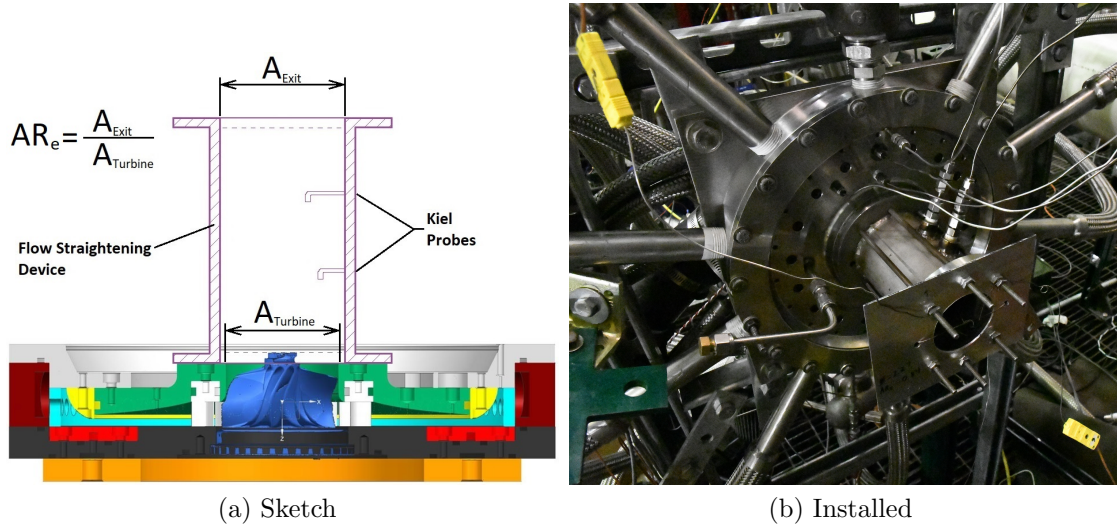 A_Exit
AR_e = A_Exit / A_Turbine
Flow Straightening
Device
Kiel
Probes
A_Turbine
x
z
(a) Sketch
(b) Installed